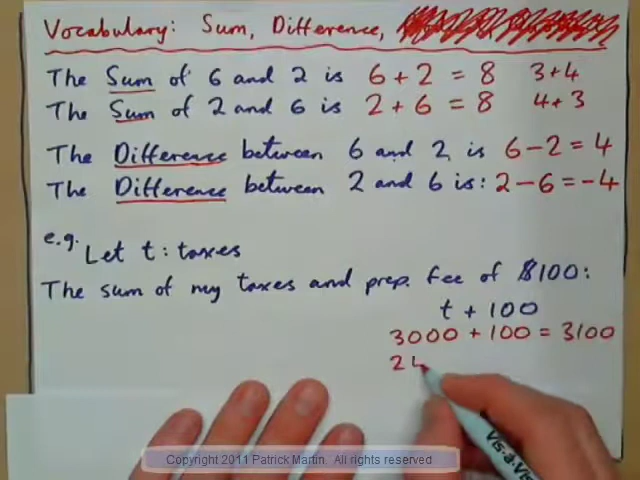 Vocabulary: Sum, Difference,
The Sum of 6 and 2 is 6 + 2 = 8 3+4
The Sum of 2 and 6 is 2 + 6 = 8 4+3
The Difference between 6 and 2 is 6 - 2 = 4
The Difference between 2 and 6 is: 2 - 6 = -4
e.g. Let t: taxes
The sum of my taxes and prep. fee of $100:
t + 100
3000 + 100 = 3100
24
Vis-à-Vis
Copyright 2011 Patrick Martin. All rights reserved